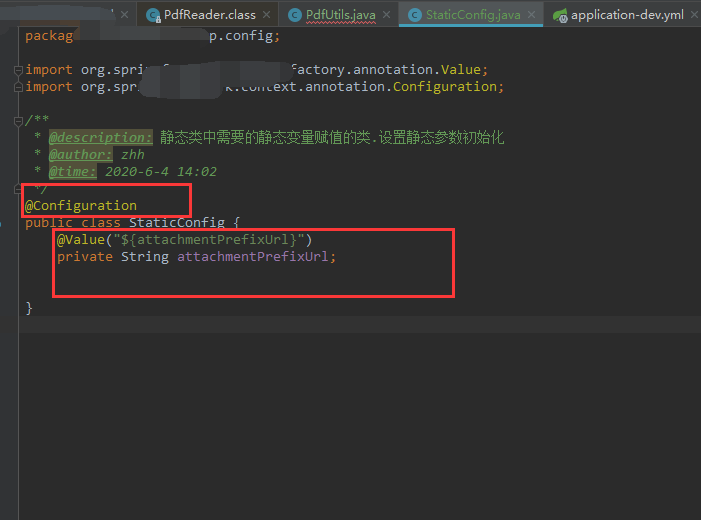 PdfReader.class
PdfUtils.java
StaticConfig.java
application-dev.yml
packag p.config;
import org.spri factory.annotation.Value;
import org.spr k.context.annotation.Configuration;
/**
* @description: 静态类中需要的静态变量赋值的类.设置静态参数初始化
* @author: zhh
* @time: 2020-6-4 14:02
*/
@Configuration
public class StaticConfig {
@Value("${attachmentPrefixUrl}")
private String attachmentPrefixUrl;
}